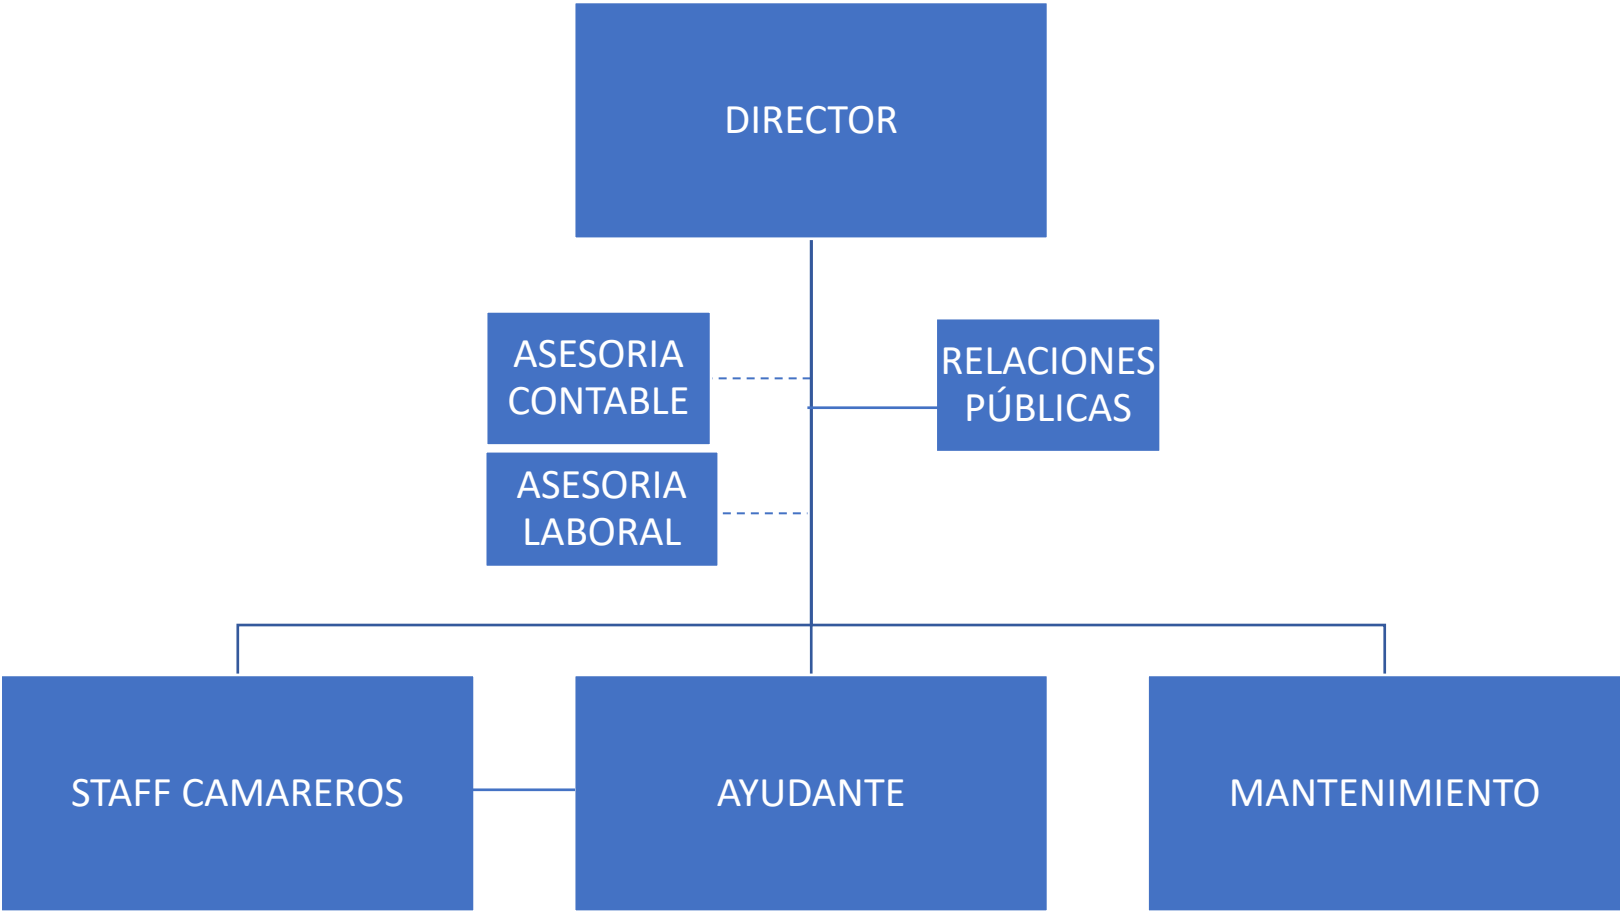 DIRECTOR
ASESORIA
CONTABLE
RELACIONES
PÚBLICAS
ASESORIA
LABORAL
STAFF CAMAREROS
AYUDANTE
MANTENIMIENTO